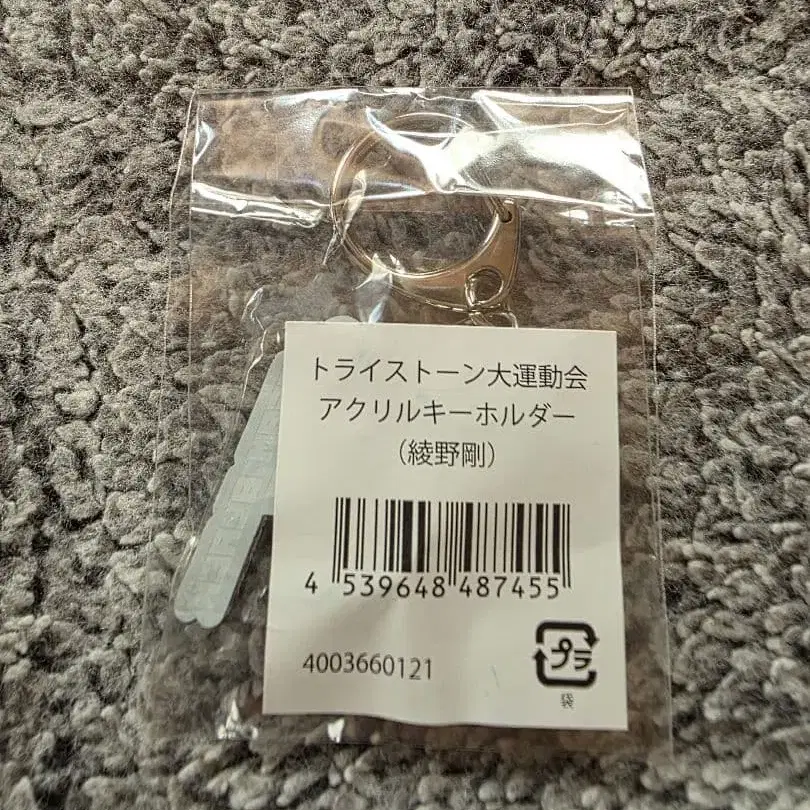 トライストーン大運動会
アクリルキーホルダー
（綾野剛）
4 539648 487455
4003660121
プラ
袋